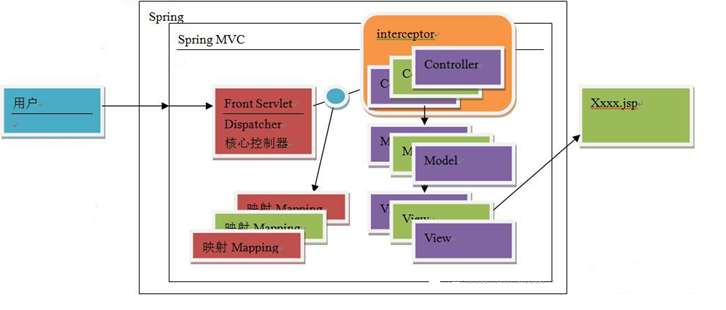 Spring
Spring MVC
interceptor
Controller
C
C
用户
Front Servlet
Dispatcher
核心控制器
Xxxx.jsp
M
M
Model
映射 Mapping
映射 Mapping
映射 Mapping
V
View
View